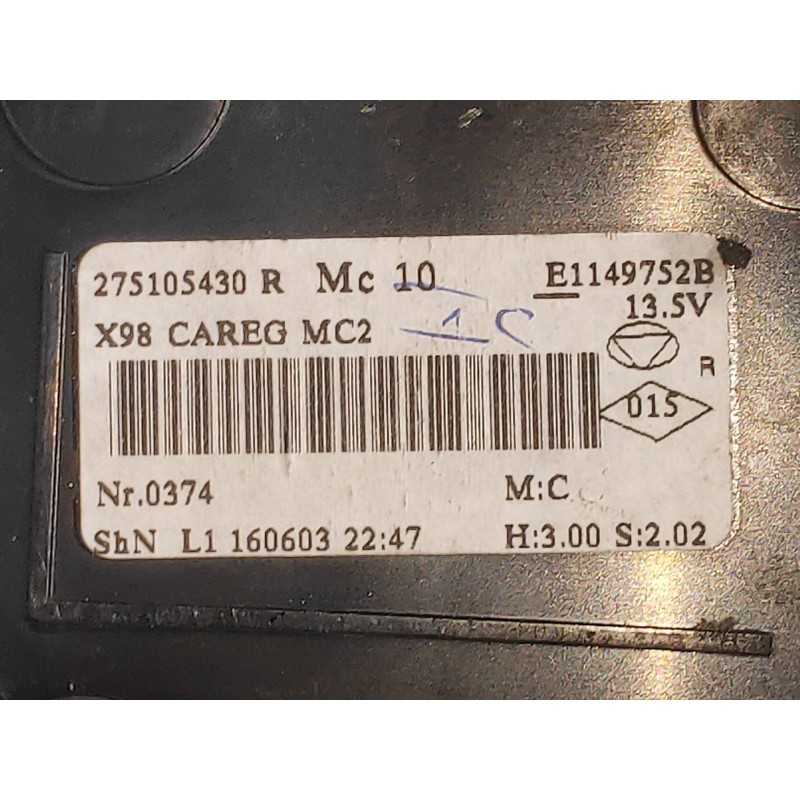 275105430 R Mc 10 E1149752B
13.5V
X98 CAREG MC2
1C
R
015
Nr.0374 M:C
ShN L1 160603 22:47 H:3.00 S:2.02